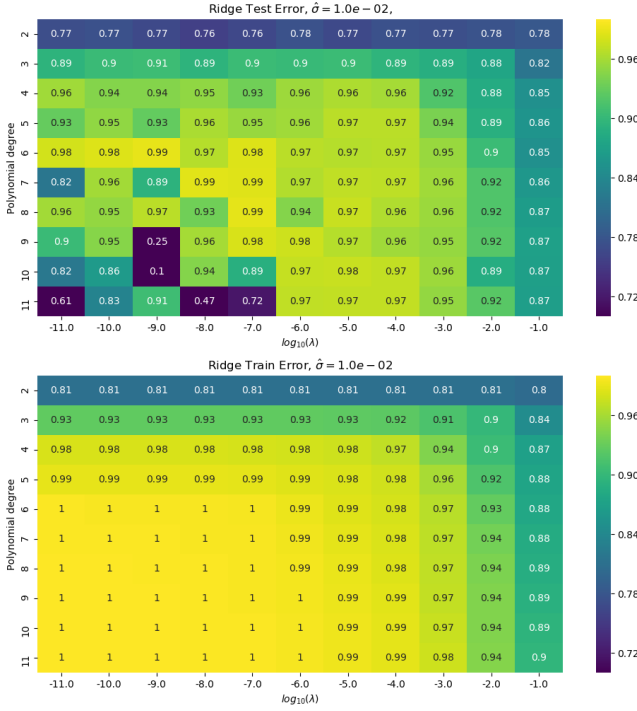 Ridge Test Error, σ̂ = 1.0e − 02,
2 0.77 0.77 0.77 0.76 0.76 0.77 0.77 0.77 0.77 0.78 0.78
3 0.89 0.9 0.91 0.89 0.9 0.9 0.9 0.89 0.89 0.88 0.82
4 0.96 0.94 0.94 0.95 0.93 0.96 0.96 0.96 0.92 0.88 0.85
5 0.93 0.95 0.93 0.96 0.95 0.96 0.97 0.97 0.94 0.89 0.86
6 0.98 0.98 0.99 0.97 0.98 0.97 0.97 0.97 0.95 0.9 0.85
7 0.82 0.96 0.89 0.99 0.99 0.97 0.97 0.97 0.96 0.92 0.86
8 0.96 0.95 0.97 0.93 0.99 0.94 0.97 0.97 0.96 0.92 0.87
9 0.9 0.95 0.25 0.96 0.98 0.98 0.97 0.96 0.95 0.92 0.87
10 0.82 0.86 0.1 0.94 0.89 0.97 0.98 0.97 0.96 0.89 0.87
11 0.61 0.83 0.91 0.47 0.72 0.97 0.97 0.97 0.95 0.92 0.87
-11.0 -10.0 -9.0 -8.0 -7.0 -6.0 -5.0 -4.0 -3.0 -2.0 -1.0
log10(λ)
Polynomial degree
0.96
0.90
0.84
0.78
0.72
Ridge Train Error, σ̂ = 1.0e − 02
2 0.81 0.81 0.81 0.81 0.81 0.81 0.81 0.81 0.81 0.81 0.8
3 0.93 0.93 0.93 0.93 0.93 0.93 0.93 0.92 0.91 0.9 0.84
4 0.98 0.98 0.98 0.98 0.98 0.98 0.98 0.97 0.94 0.9 0.87
5 0.99 0.99 0.99 0.99 0.99 0.99 0.98 0.98 0.96 0.92 0.88
6 1 1 1 1 1 0.99 0.99 0.98 0.97 0.93 0.88
7 1 1 1 1 1 0.99 0.99 0.98 0.97 0.94 0.88
8 1 1 1 1 1 0.99 0.99 0.98 0.97 0.94 0.89
9 1 1 1 1 1 1 0.99 0.98 0.97 0.94 0.89
10 1 1 1 1 1 1 0.99 0.98 0.97 0.94 0.89
11 1 1 1 1 1 1 0.99 0.99 0.98 0.94 0.9
-11.0 -10.0 -9.0 -8.0 -7.0 -6.0 -5.0 -4.0 -3.0 -2.0 -1.0
log10(λ)
Polynomial degree
0.96
0.90
0.84
0.78
0.72